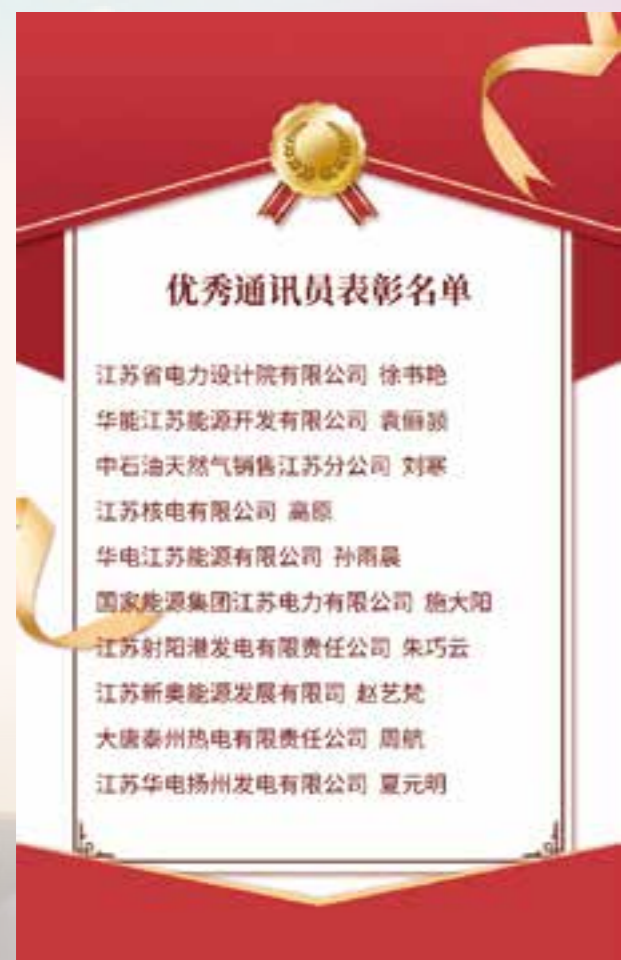 优秀通讯员表彰名单
江苏省电力设计院有限公司 徐书艳
华能江苏能源开发有限公司 袁俪颢
中石油天然气销售江苏分公司 刘寒
江苏核电有限公司 高原
华电江苏能源有限公司 孙雨晨
国家能源集团江苏电力有限公司 施大阳
江苏射阳港发电有限责任公司 朱巧云
江苏新奥能源发展有限司 赵艺梵
大唐泰州热电有限责任公司 周航
江苏华电扬州发电有限公司 夏元明